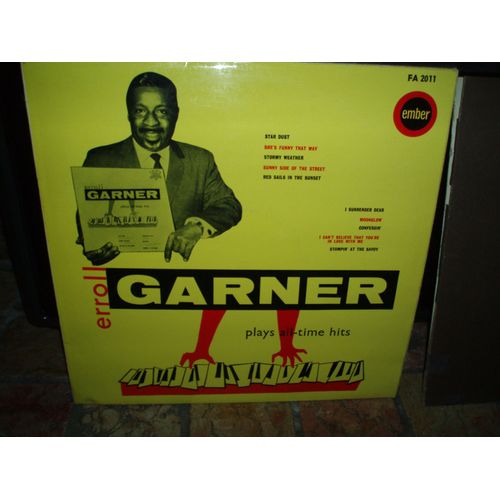 FA 2011
ember
STAR DUST
SHE'S FUNNY THAT WAY
STORMY WEATHER
SUNNY SIDE OF THE STREET
RED SAILS IN THE SUNSET
I SURRENDER DEAR
MOONGLOW
CONFESSIN'
I CAN'T BELIEVE THAT YOU'RE
IN LOVE WITH ME
STOMPIN' AT THE SAVOY
erroll
GARNER
erroll
GARNER
plays all-time hits